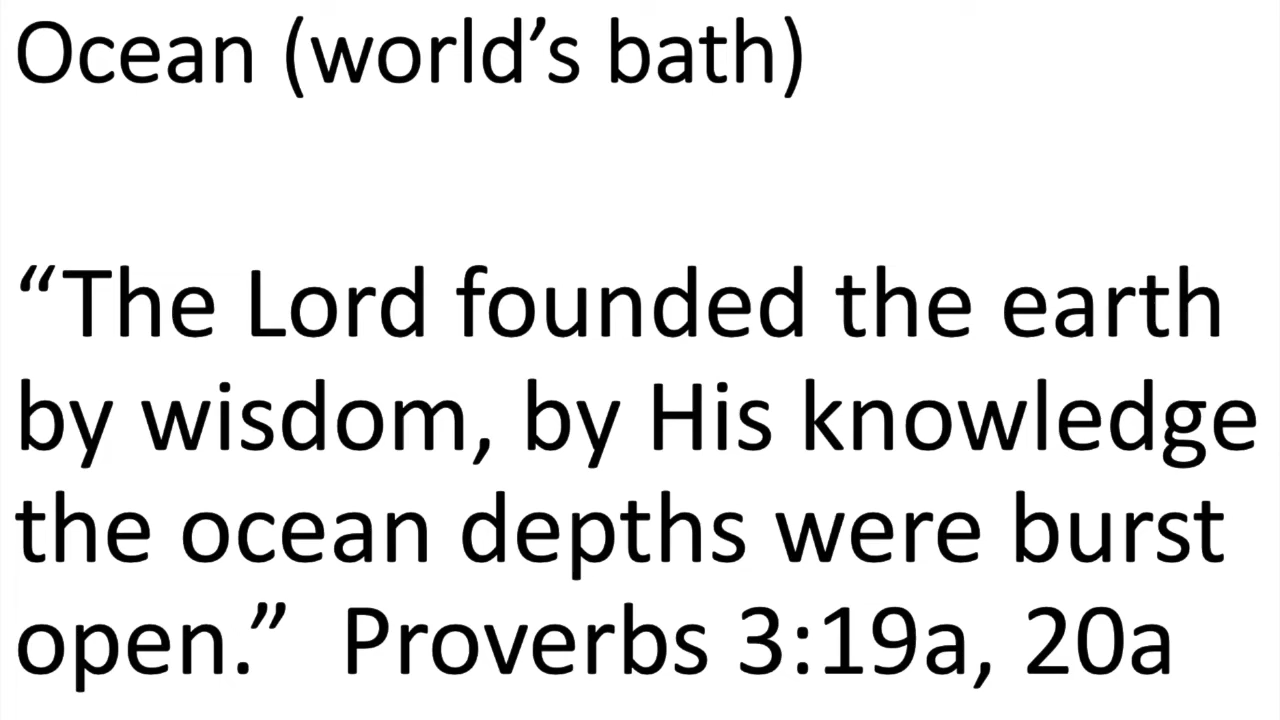 Ocean (world’s bath)
“The Lord founded the earth
by wisdom, by His knowledge
the ocean depths were burst
open.”  Proverbs 3:19a, 20a